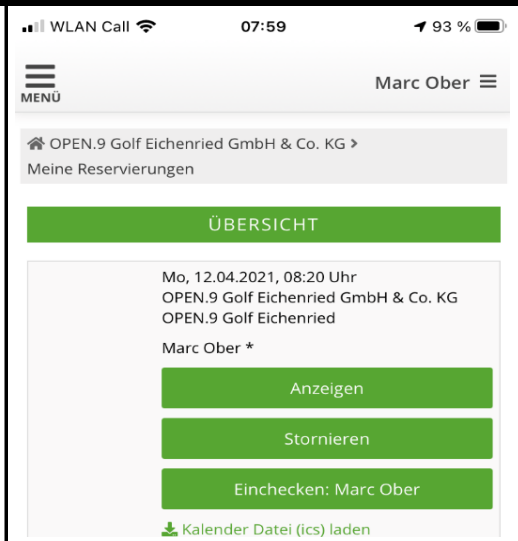 WLAN Call 07:59 93 %
MENÜ Marc Ober
OPEN.9 Golf Eichenried GmbH & Co. KG >
Meine Reservierungen
ÜBERSICHT
Mo, 12.04.2021, 08:20 Uhr
OPEN.9 Golf Eichenried GmbH & Co. KG
OPEN.9 Golf Eichenried
Marc Ober *
Anzeigen
Stornieren
Einchecken: Marc Ober
Kalender Datei (ics) laden